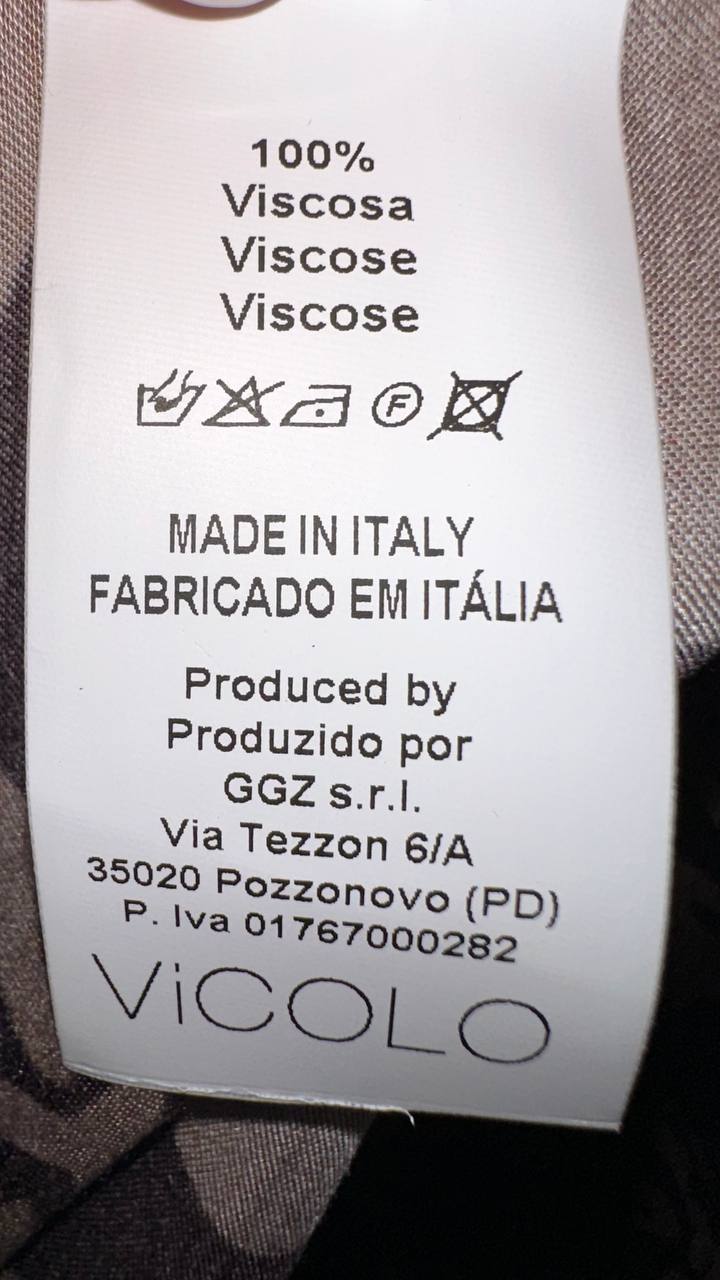 100%
Viscosa
Viscose
Viscose
F
MADE IN ITALY
FABRICADO EM ITÁLIA
Produced by
Produzido por
GGZ s.r.l.
Via Tezzon 6/A
35020 Pozzonovo (PD)
P. Iva 01767000282
ViCOLO